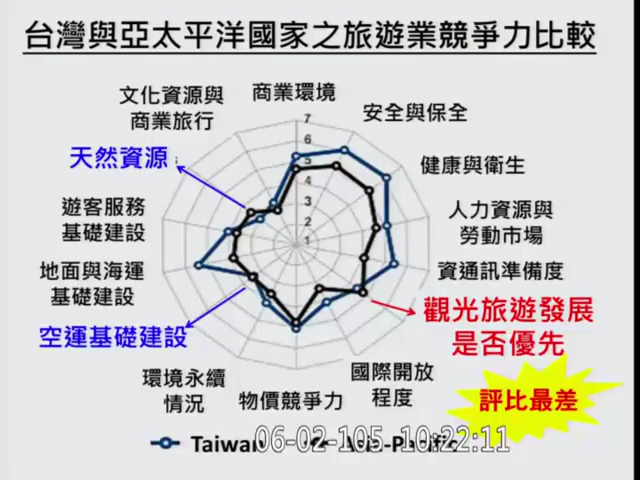 台灣與亞太平洋國家之旅遊業競爭力比較
商業環境
安全與保全
健康與衛生
人力資源與
勞動市場
資通訊準備度
觀光旅遊發展
是否優先
評比最差
國際開放
程度
物價競爭力
環境永續
情況
空運基礎建設
地面與海運
基礎建設
遊客服務
基礎建設
天然資源
文化資源與
商業旅行
7
6
5
4
3
2
1
Taiwan
Asia-Pacific
06-02-105 10:22:11